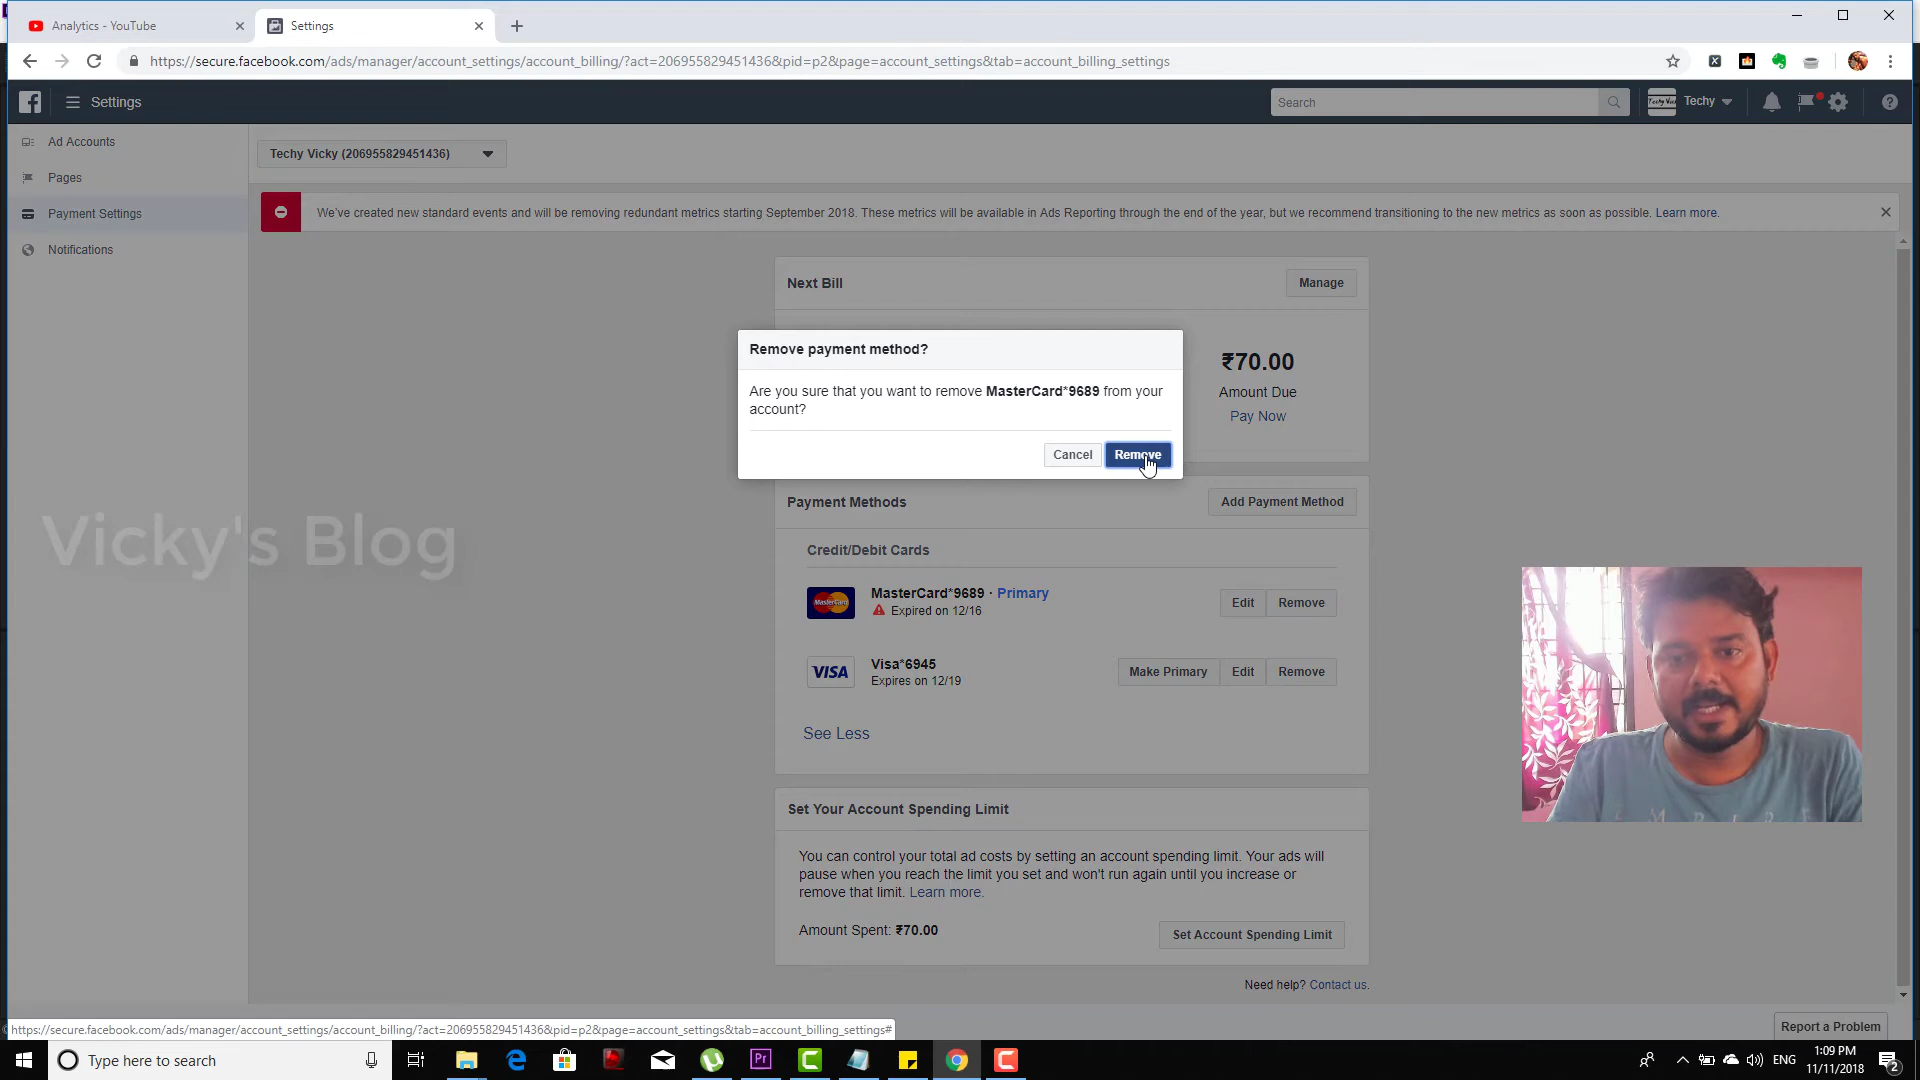 Analytics - YouTube
Settings
https://secure.facebook.com/ads/manager/account_settings/account_billing/?act=206955829451436&pid=p2&page=account_settings&tab=account_billing_settings
Settings
Search
Techy
Ad Accounts
Pages
Payment Settings
Notifications
Techy Vicky (206955829451436)
We've created new standard events and will be removing redundant metrics starting September 2018. These metrics will be available in Ads Reporting through the end of the year, but we recommend transitioning to the new metrics as soon as possible. Learn more.
Next Bill
Manage
₹70.00
Amount Due
Pay Now
Remove payment method?
Are you sure that you want to remove MasterCard*9689 from your
account?
Cancel
Remove
Payment Methods
Add Payment Method
Credit/Debit Cards
MasterCard
MasterCard*9689 · Primary
Expired on 12/16
Edit
Remove
VISA
Visa*6945
Expires on 12/19
Make Primary
Edit
Remove
See Less
Vicky's Blog
Set Your Account Spending Limit
You can control your total ad costs by setting an account spending limit. Your ads will
pause when you reach the limit you set and won't run again until you increase or
remove that limit. Learn more.
Amount Spent: ₹70.00
Set Account Spending Limit
Need help? Contact us.
https://secure.facebook.com/ads/manager/account_settings/account_billing/?act=206955829451436&pid=p2&page=account_settings&tab=account_billing_settings#
Report a Problem
Type here to search
Pr
ENG
1:09 PM
11/11/2018
2